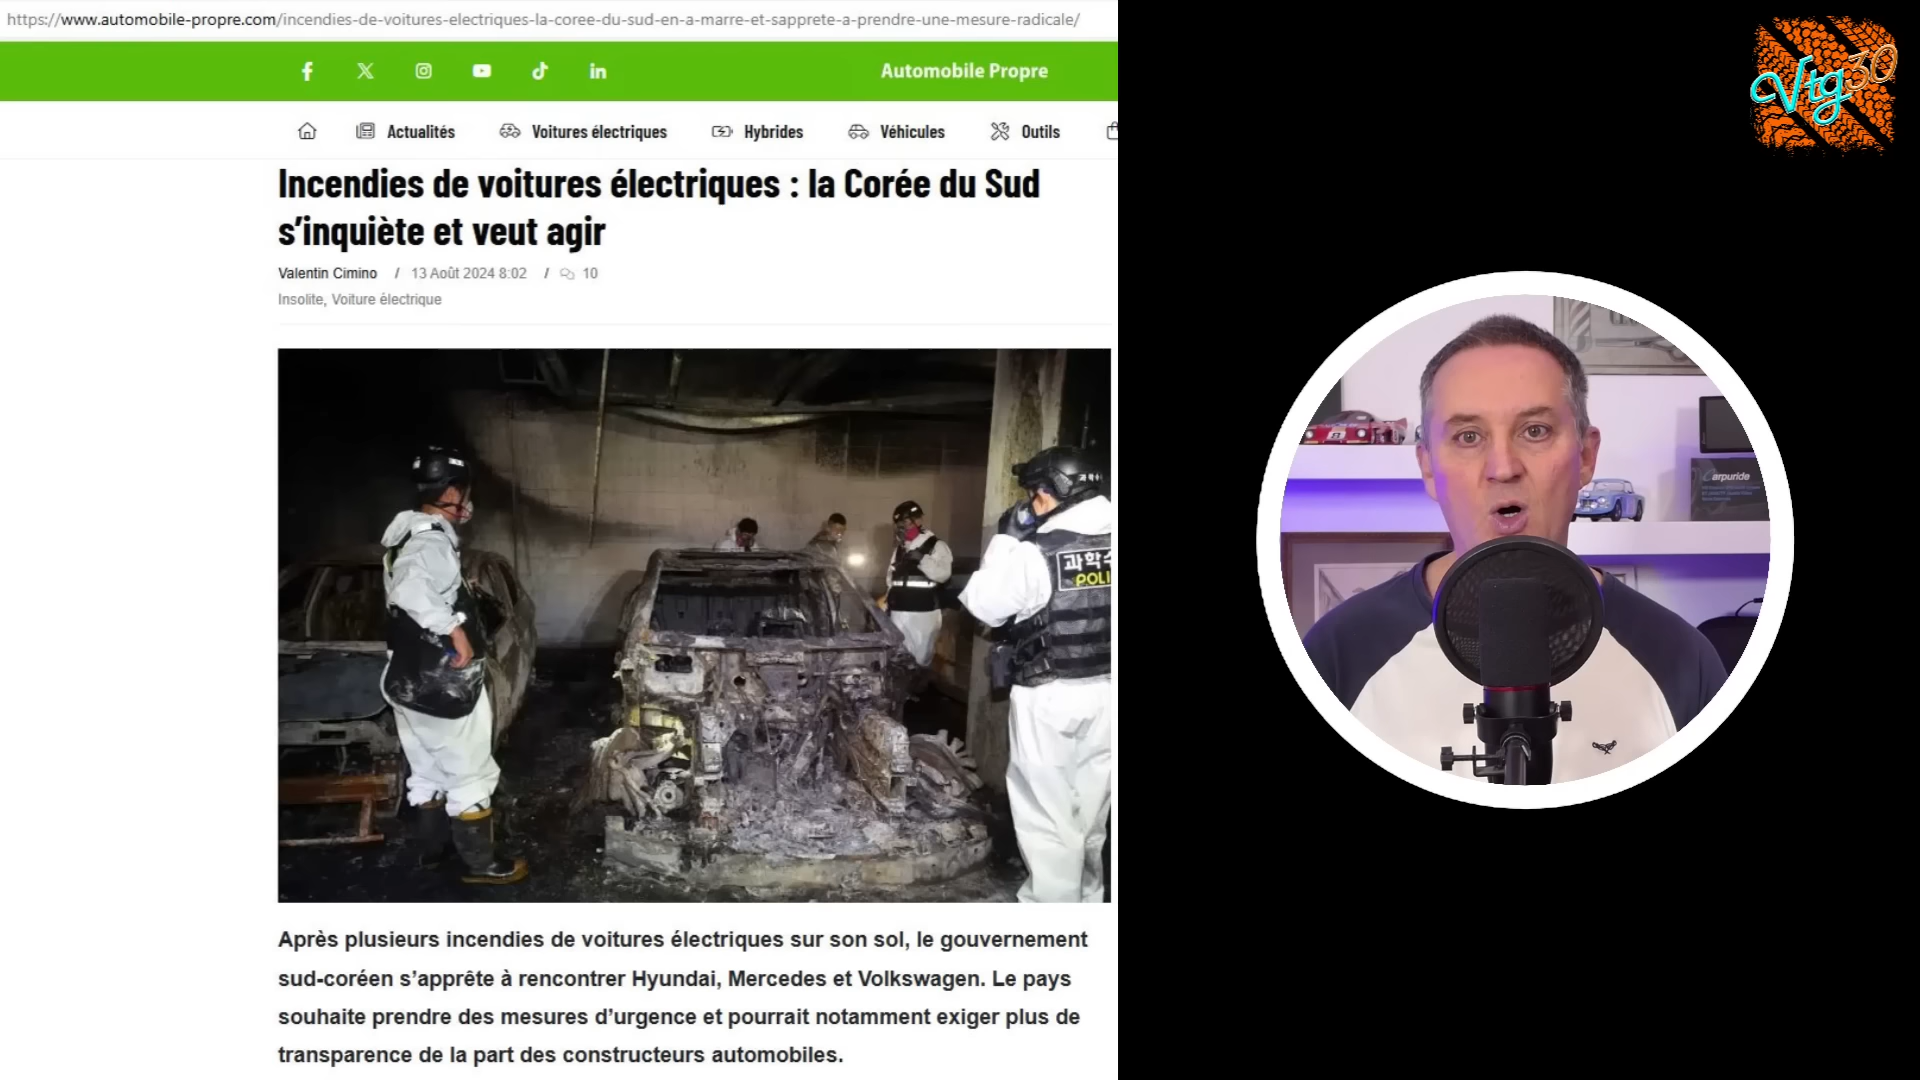 https://www.automobile-propre.com/incendies-de-voitures-electriques-la-coree-du-sud-en-a-marre-et-sapprete-a-prendre-une-mesure-radicale/
Automobile Propre
Actualités Voitures électriques Hybrides Véhicules Outils
Incendies de voitures électriques : la Corée du Sud
s’inquiète et veut agir
Valentin Cimino / 13 Août 2024 8:02 / 10
Insolite, Voiture électrique
과학수
POLI
Après plusieurs incendies de voitures électriques sur son sol, le gouvernement
sud-coréen s’apprête à rencontrer Hyundai, Mercedes et Volkswagen. Le pays
souhaite prendre des mesures d’urgence et pourrait notamment exiger plus de
transparence de la part des constructeurs automobiles.
Vtg30
Carpuride